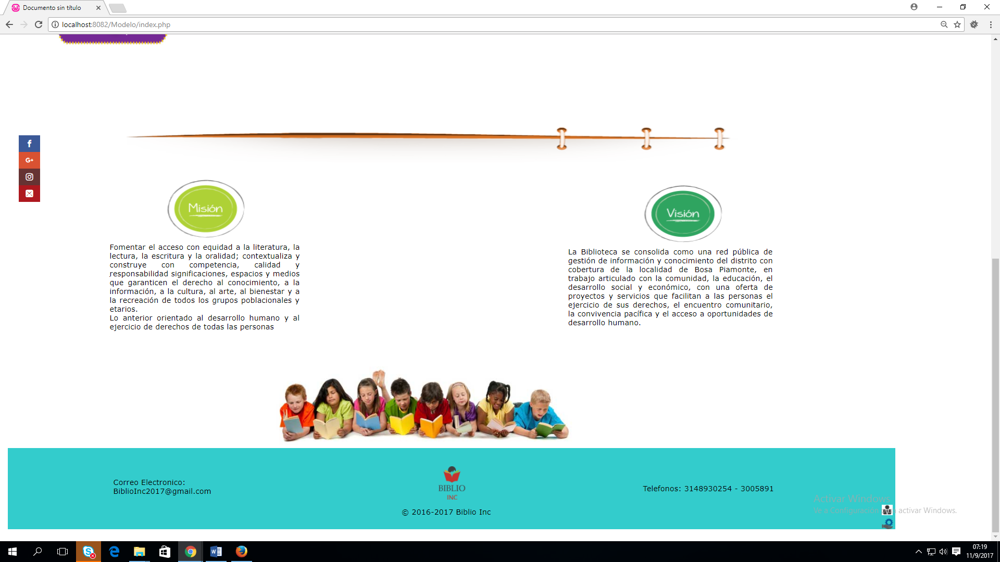 Documento sin título
localhost:8082/Modelo/index.php
Misión
Fomentar el acceso con equidad a la literatura, la
lectura, la escritura y la oralidad; contextualiza y
construye con competencia, calidad y
responsabilidad significaciones, espacios y medios
que garanticen el derecho al conocimiento, a la
información, a la cultura, al arte, al bienestar y a
la recreación de todos los grupos poblacionales y
etarios.
Lo anterior orientado al desarrollo humano y al
ejercicio de derechos de todas las personas
Visión
La Biblioteca se consolida como una red pública de
gestión de información y conocimiento del distrito con
cobertura de la localidad de Bosa Piamonte, en
trabajo articulado con la comunidad, la educación, el
desarrollo social y económico, con una oferta de
proyectos y servicios que facilitan a las personas el
ejercicio de sus derechos, el encuentro comunitario,
la convivencia pacífica y el acceso a oportunidades de
desarrollo humano.
Correo Electronico:
BiblioInc2017@gmail.com
BIBLIO
INC
© 2016-2017 Biblio Inc
Telefonos: 3148930254 - 3005891
Activar Windows
Ve a Configuración activar Windows.
07:19
11/9/2017